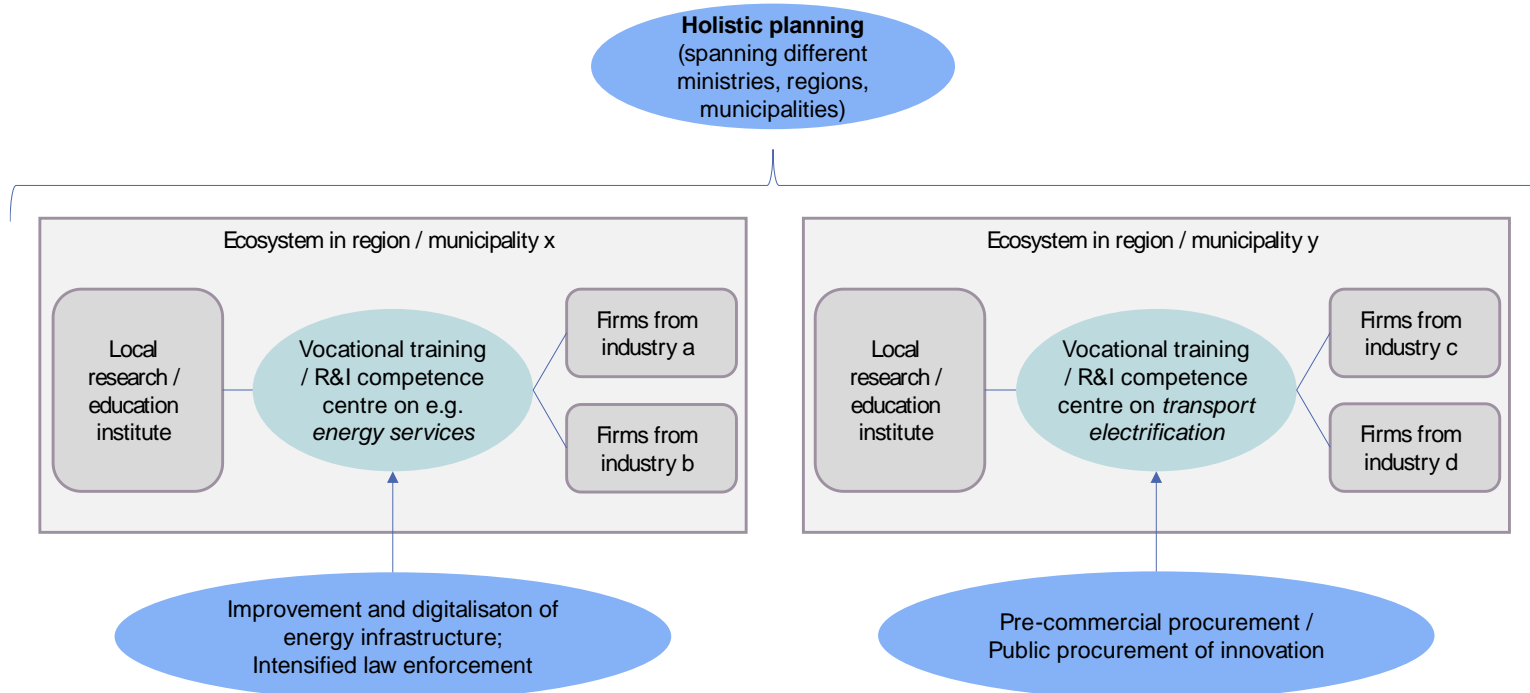 Holistic planning
(spanning different
ministries, regions,
municipalities)
Ecosystem in region / municipality x
Local
research /
education
institute
Vocational training
/ R&I competence
centre on e.g.
energy services
Firms from
industry a
Firms from
industry b
Improvement and digitalisaton of
energy infrastructure;
Intensified law enforcement
Ecosystem in region / municipality y
Local
research /
education
institute
Vocational training
/ R&I competence
centre on transport
electrification
Firms from
industry c
Firms from
industry d
Pre-commercial procurement /
Public procurement of innovation